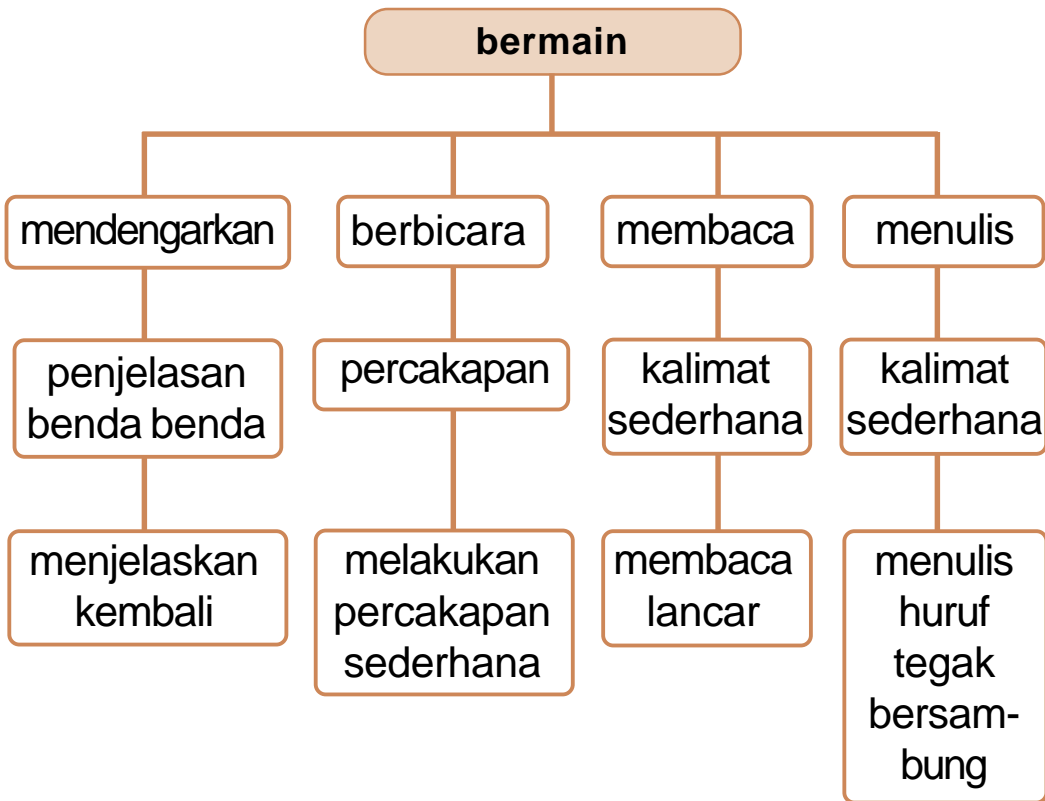 bermain
mendengarkan
berbicara
membaca
menulis
penjelasan
benda benda
percakapan
kalimat
sederhana
kalimat
sederhana
menjelaskan
kembali
melakukan
percakapan
sederhana
membaca
lancar
menulis
huruf
tegak
bersam-
bung